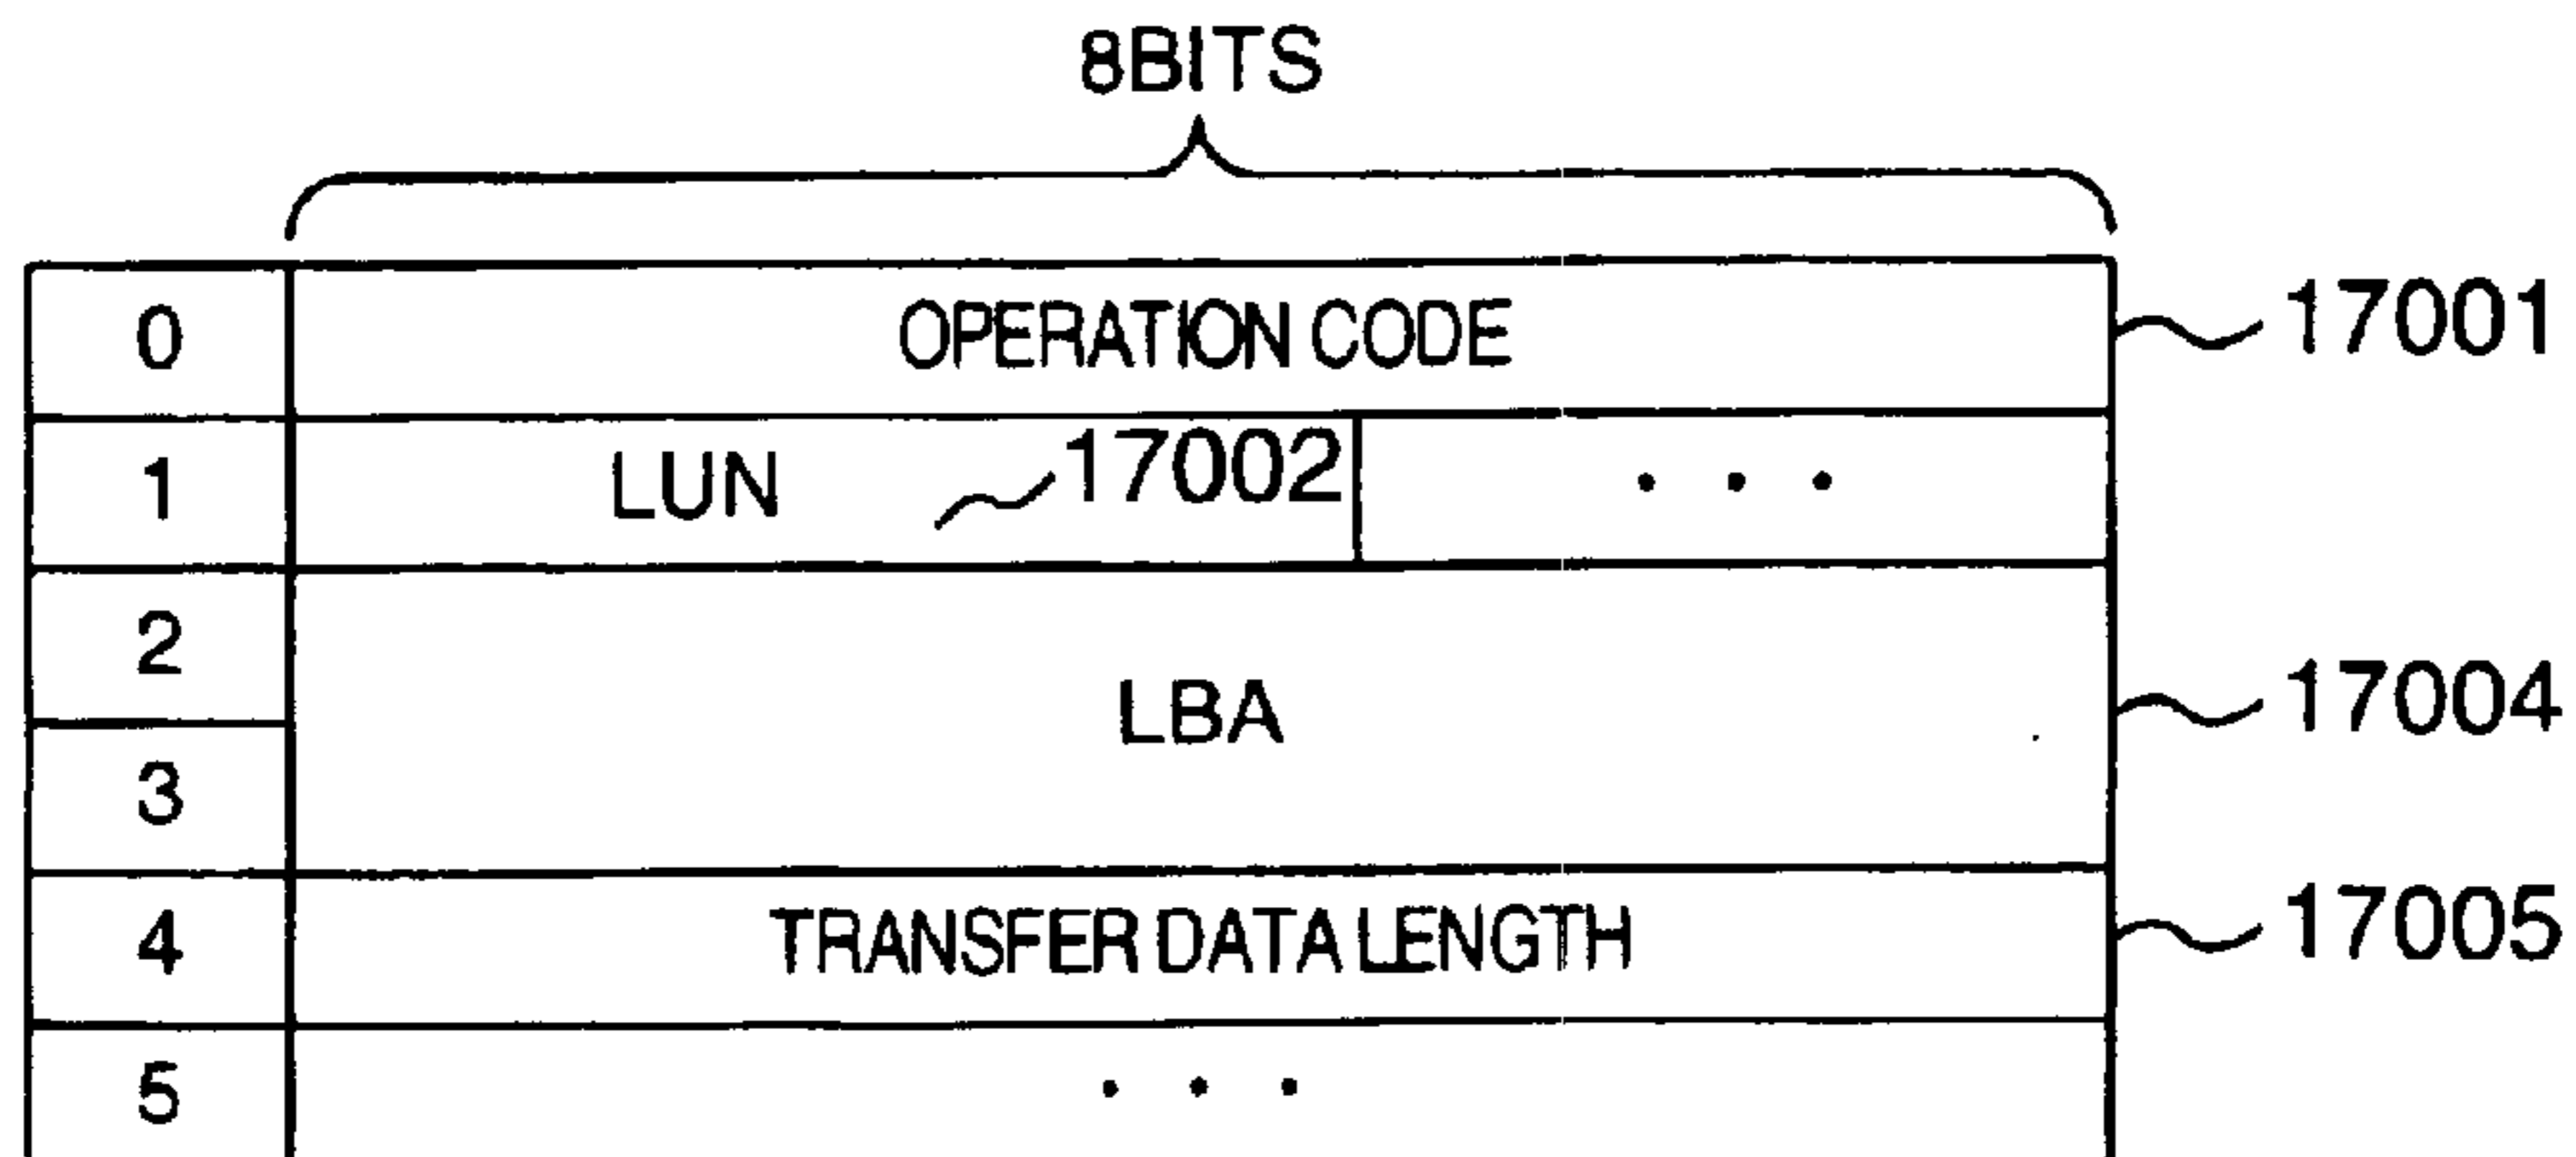 8BITS
0 OPERATION CODE 17001
1 LUN 17002 . . .
2
LBA 17004
3
4 TRANSFER DATA LENGTH 17005
5 . . .